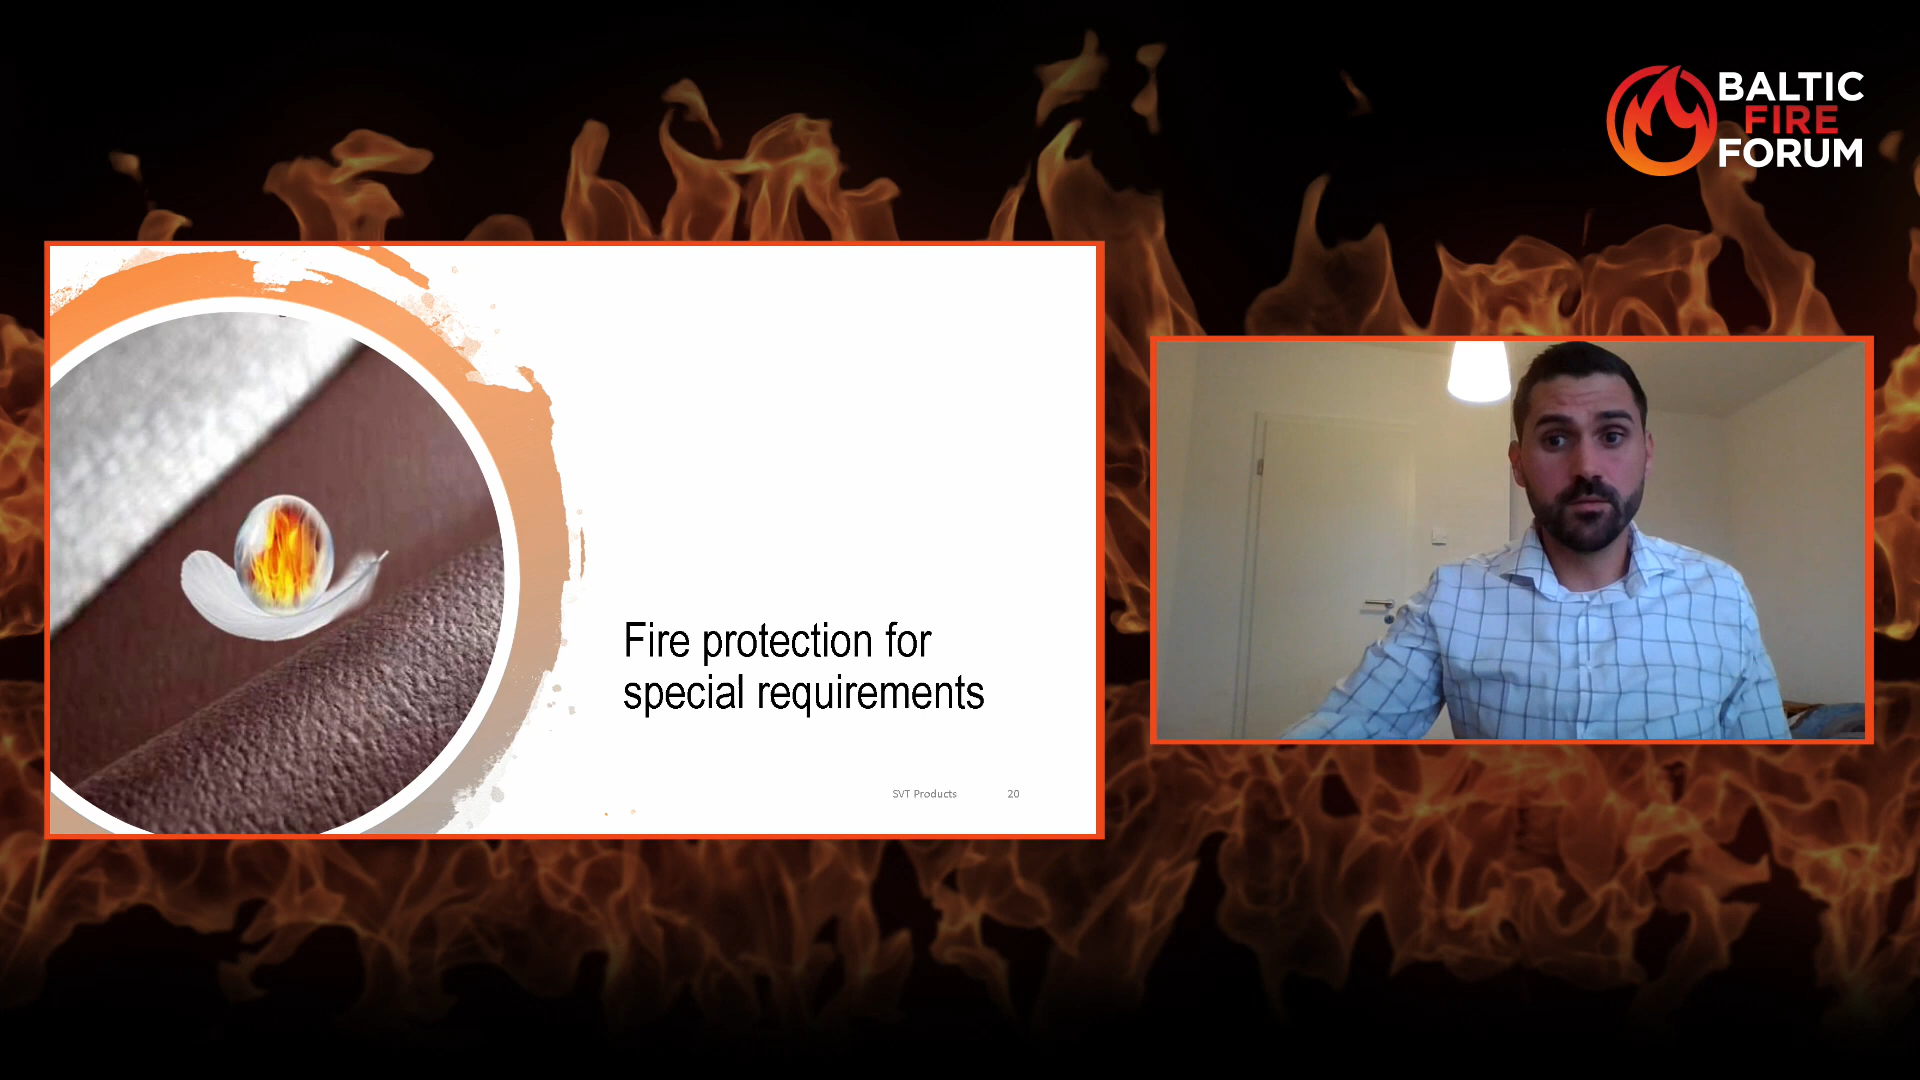 BALTIC
FIRE
FORUM
Fire protection for
special requirements
SVT Products 20